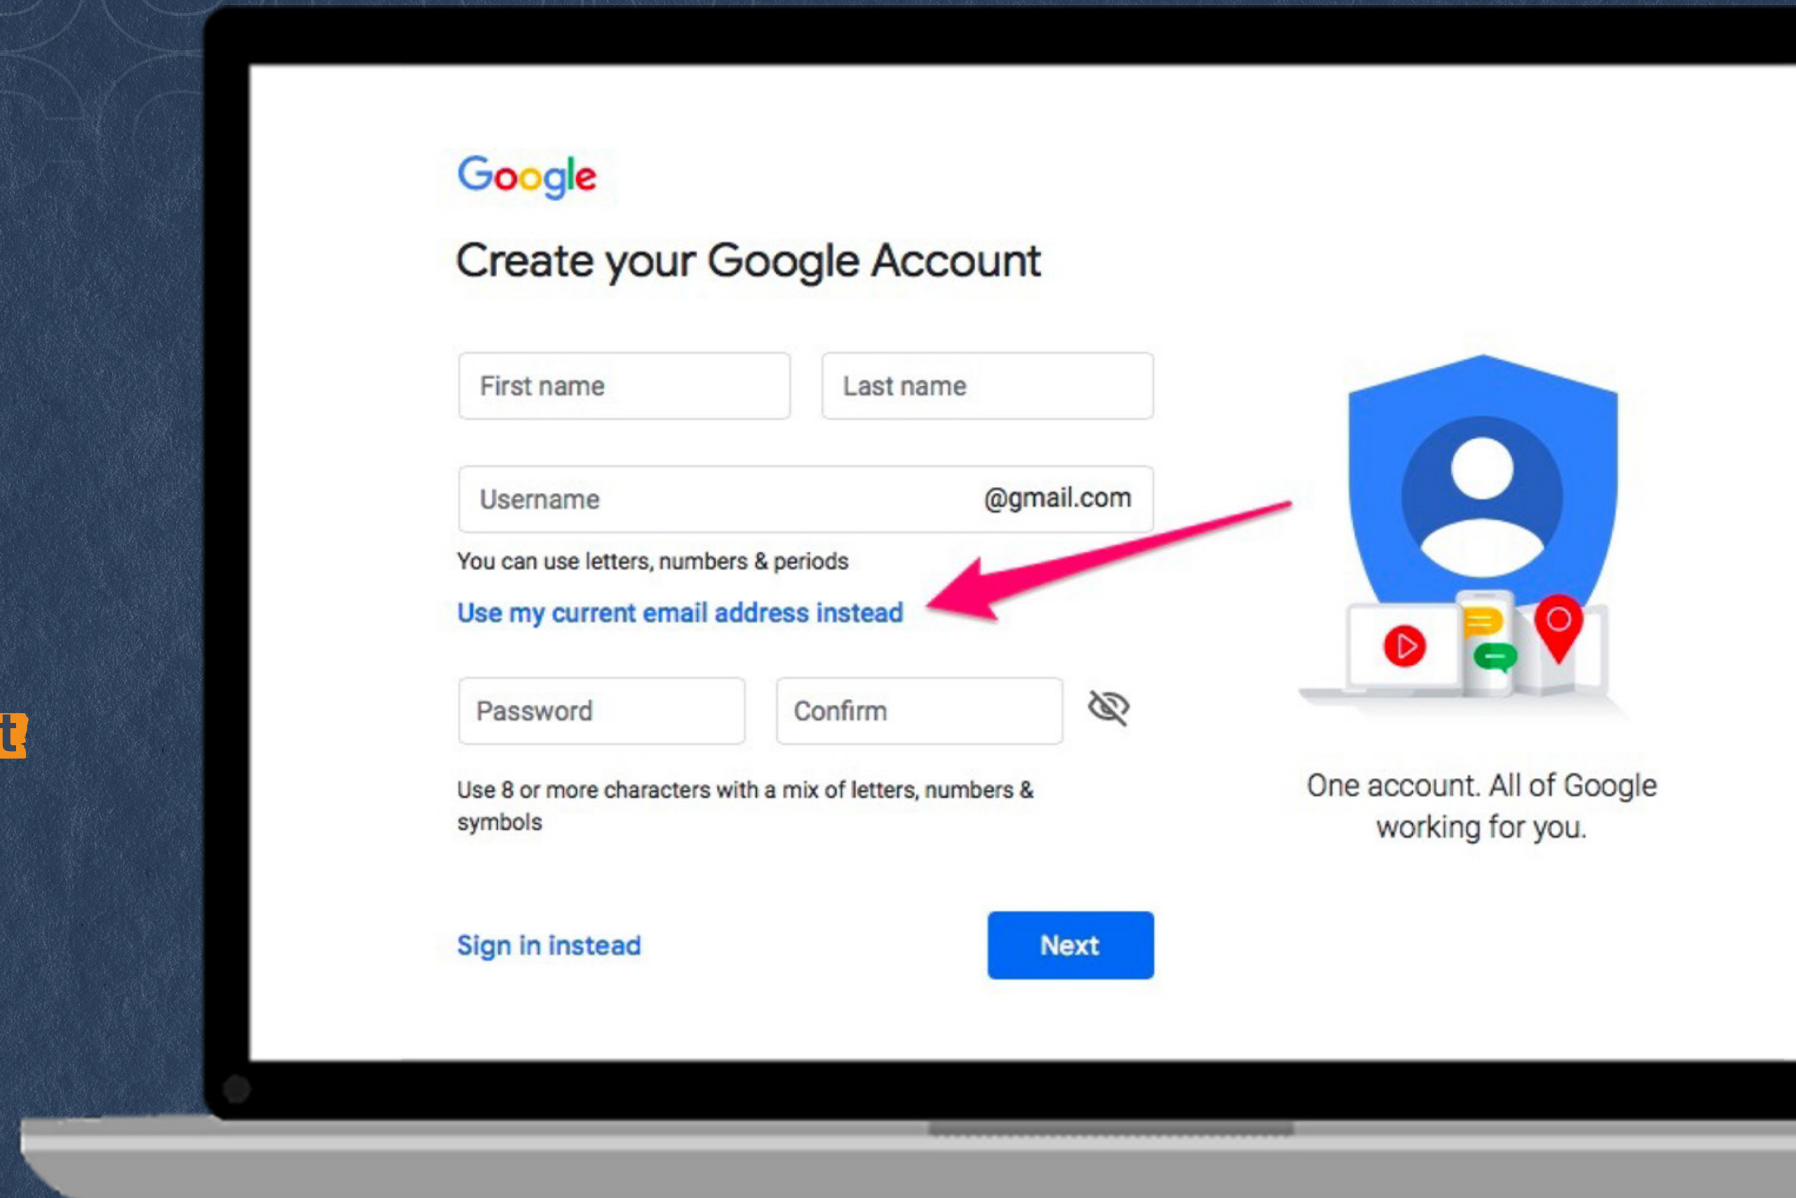 Google
Create your Google Account
First name
Last name
Username
@gmail.com
You can use letters, numbers & periods
Use my current email address instead
Password
Confirm
Use 8 or more characters with a mix of letters, numbers &
symbols
One account. All of Google
working for you.
Sign in instead
Next